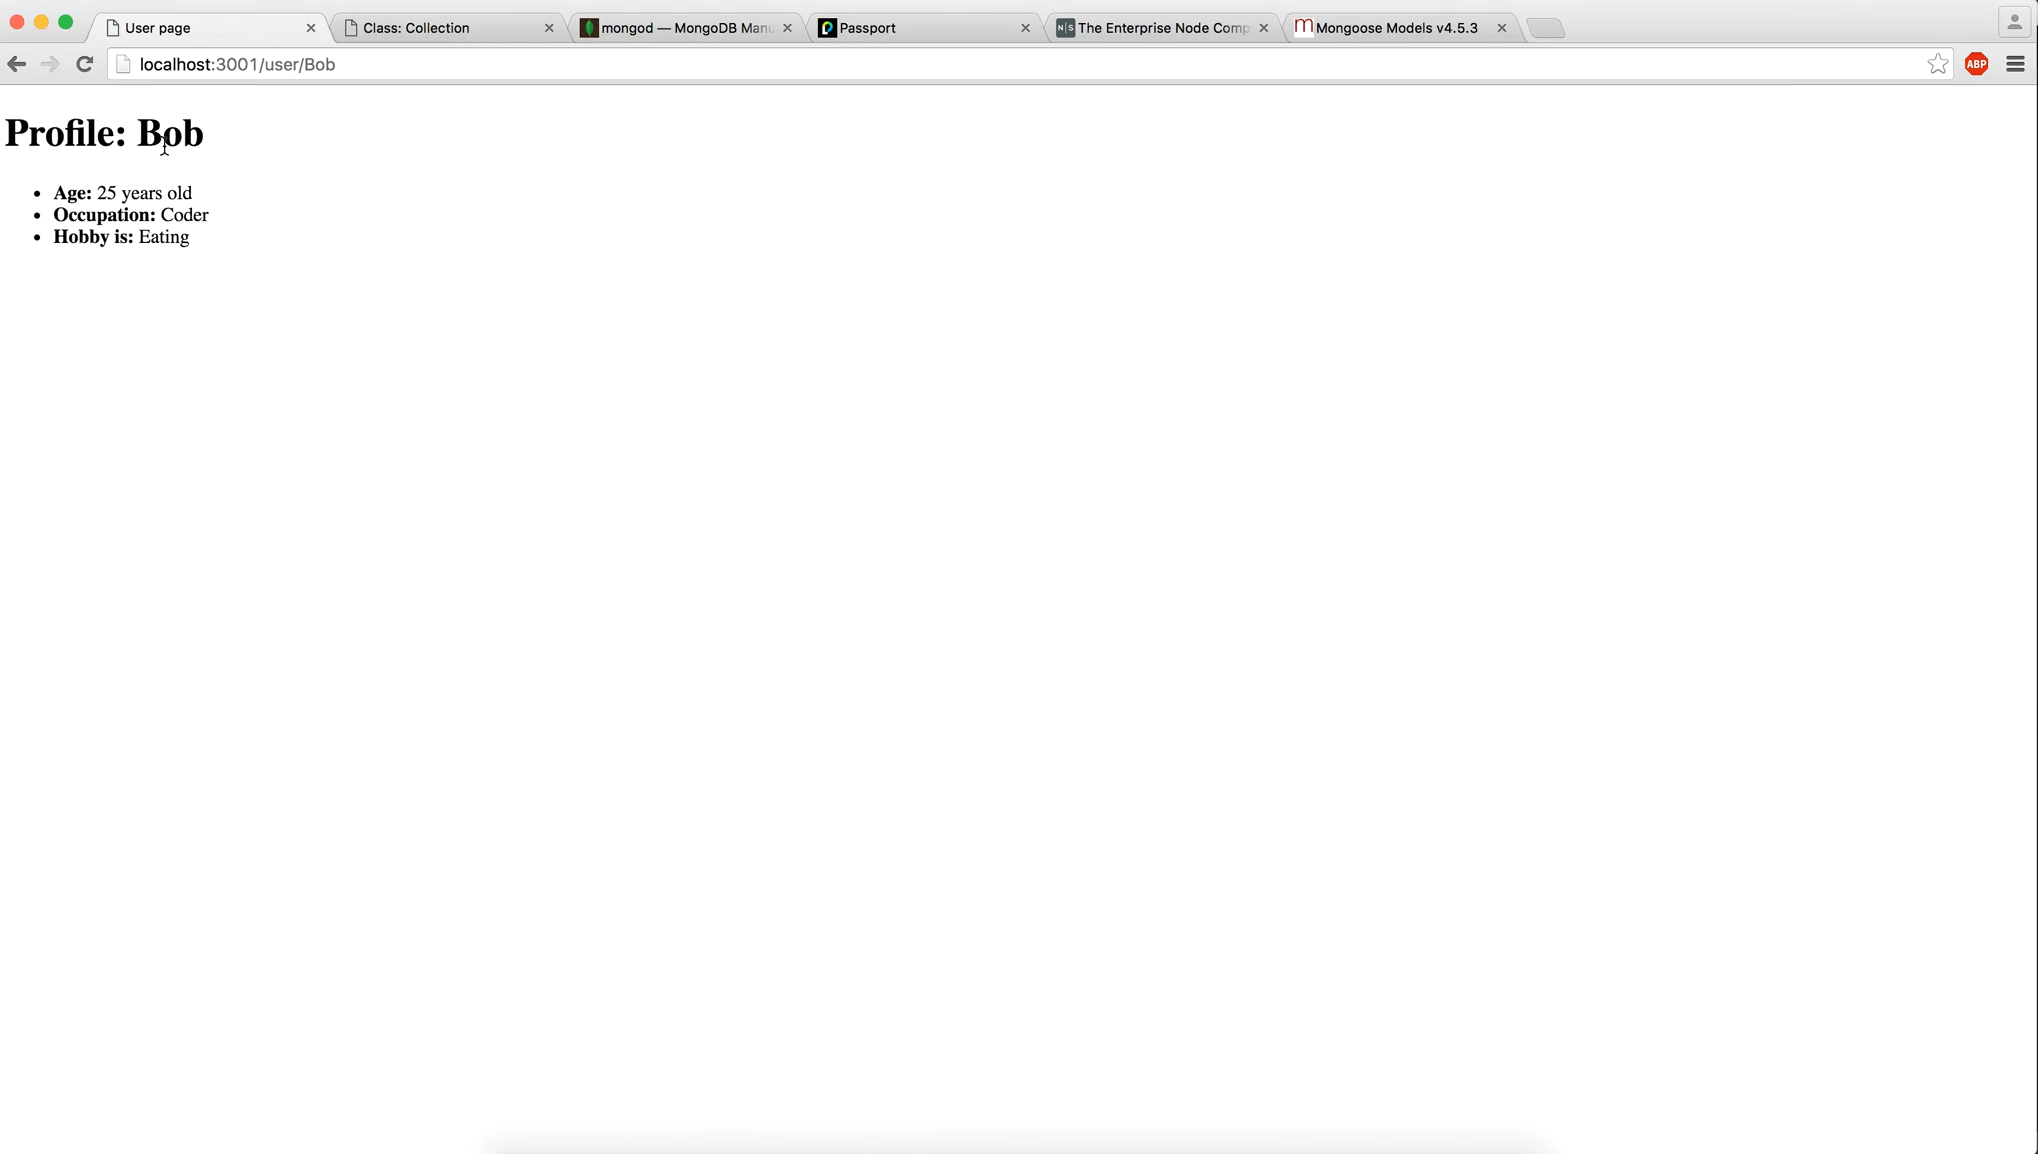 User page
Class: Collection
mongod — MongoDB Manu
Passport
N|S
The Enterprise Node Comp
m
Mongoose Models v4.5.3
localhost:3001/user/Bob
ABP
Profile: Bob
• Age: 25 years old
• Occupation: Coder
• Hobby is: Eating